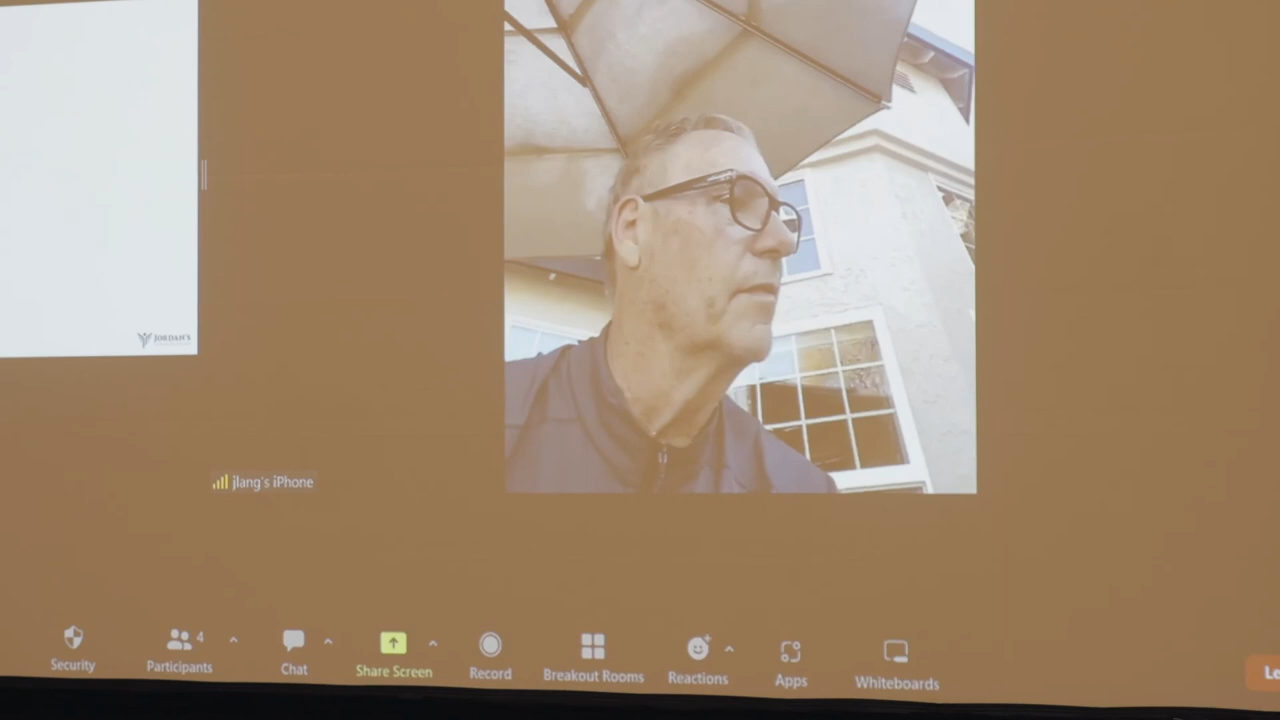 JORDAN'S
jlang's iPhone
Security
Participants
4
Chat
Share Screen
Record
Breakout Rooms
Reactions
Apps
Whiteboards